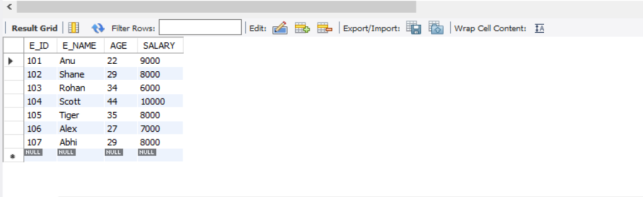 Result Grid Filter Rows: Edit: Export/Import: Wrap Cell Content: IA
E_ID E_NAME AGE SALARY
101 Anu 22 9000
102 Shane 29 8000
103 Rohan 34 6000
104 Scott 44 10000
105 Tiger 35 8000
106 Alex 27 7000
107 Abhi 29 8000
NULL NULL NULL NULL